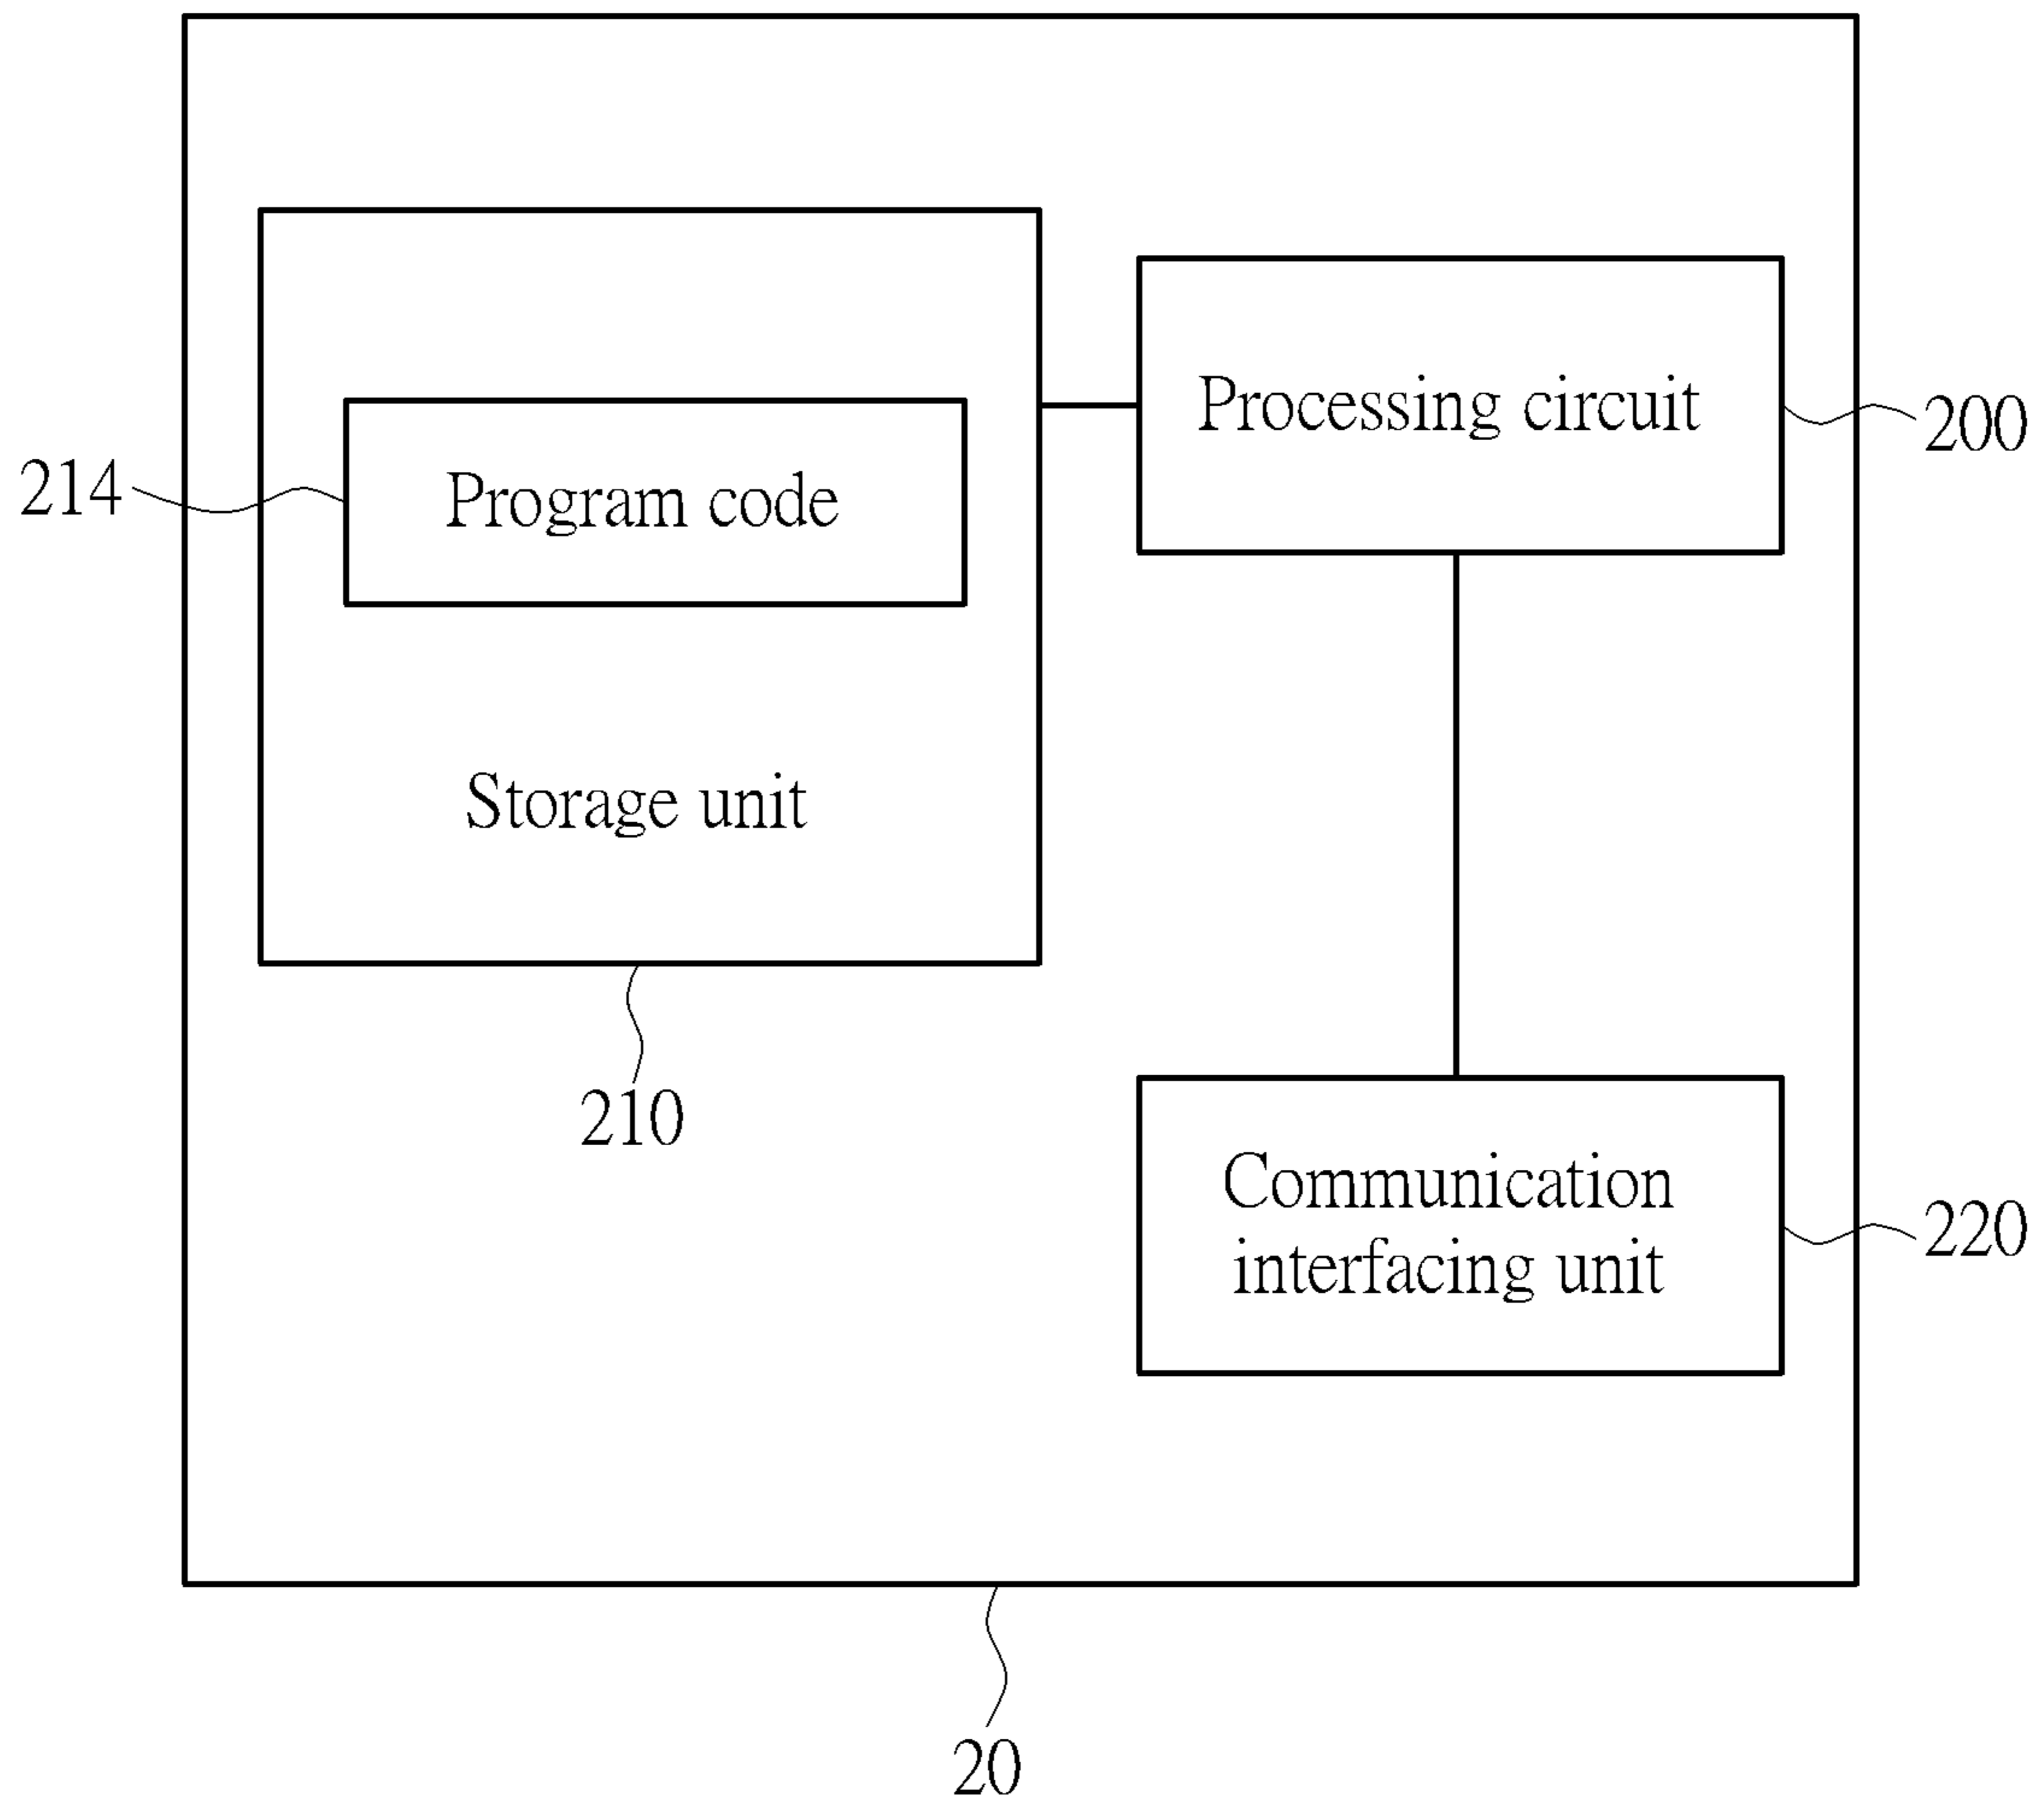 Processing circuit
200
214
Program code
Storage unit
210
Communication
interfacing unit
220
20